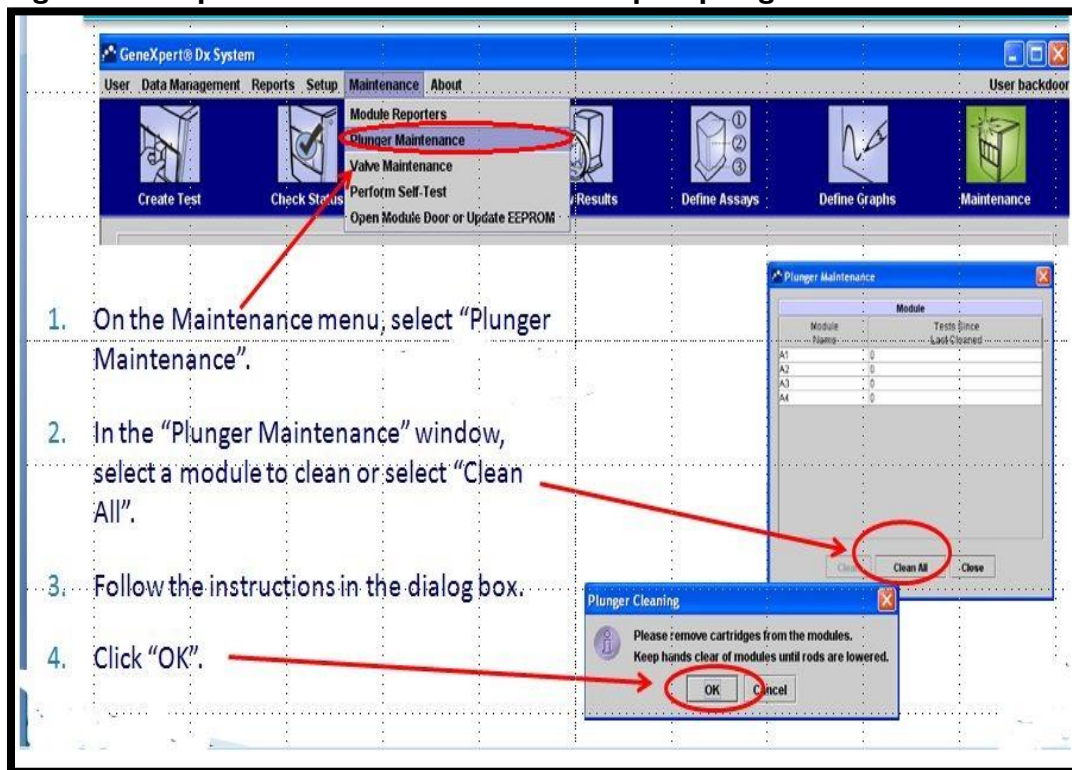 GeneXpert® Dx System
User Data Management Reports Setup Maintenance About User backdoor
Module Reporters
Plunger Maintenance
Valve Maintenance
Perform Self-Test
Open Module Door or Update EEPROM
Create Test Check Status Results Define Assays Define Graphs Maintenance
1. On the Maintenance menu, select “Plunger
Maintenance”.
2. In the “Plunger Maintenance” window,
select a module to clean or select “Clean
All”.
3. Follow the instructions in the dialog box.
4. Click “OK”.
Plunger Maintenance
Module
Module Name Tests Since Last Cleaned
A1 0
A2 0
A3 0
A4 0
Clean All Close
Plunger Cleaning
Please remove cartridges from the modules.
Keep hands clear of modules until rods are lowered.
OK Cancel